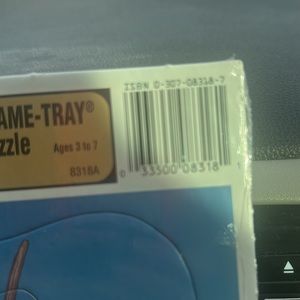 ISBN 0-307-08318-7
AME-TRAY®
zzle
Ages 3 to 7
8318A
0 33500 08318